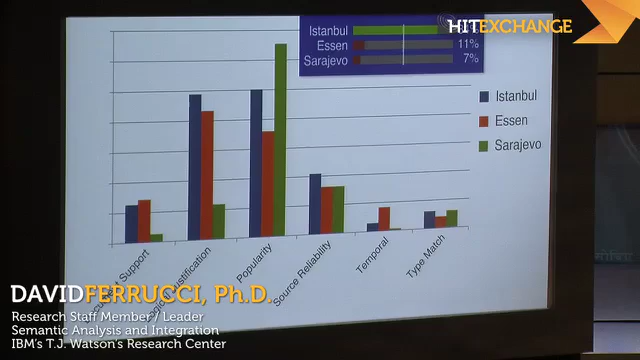 HITEXCHANGE
Istanbul
Essen 11%
Sarajevo 7%
Istanbul
Essen
Sarajevo
Support
Popularity
Source Reliability
Temporal
Type Match
DAVIDFERRUCCI, Ph.D.
Research Staff Member / Leader
Semantic Analysis and Integration
IBM's T.J. Watson's Research Center